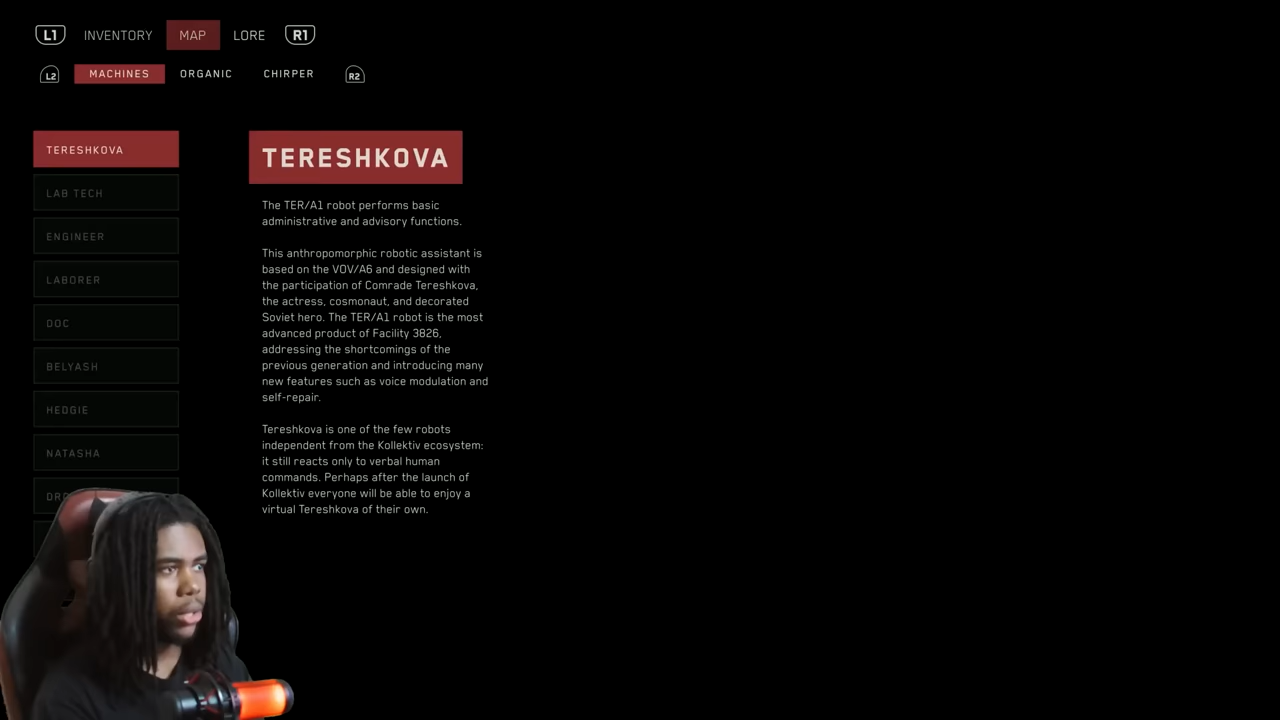 L1 INVENTORY MAP LORE R1
L2 MACHINES ORGANIC CHIRPER R2
TERESHKOVA
LAB TECH
ENGINEER
LABORER
DOC
BELYASH
HEDGIE
NATASHA
TERESHKOVA
The TER/A1 robot performs basic
administrative and advisory functions.
This anthropomorphic robotic assistant is
based on the VOV/A6 and designed with
the participation of Comrade Tereshkova,
the actress, cosmonaut, and decorated
Soviet hero. The TER/A1 robot is the most
advanced product of Facility 3826,
addressing the shortcomings of the
previous generation and introducing many
new features such as voice modulation and
self-repair.
Tereshkova is one of the few robots
independent from the Kollektiv ecosystem:
it still reacts only to verbal human
commands. Perhaps after the launch of
Kollektiv everyone will be able to enjoy a
virtual Tereshkova of their own.